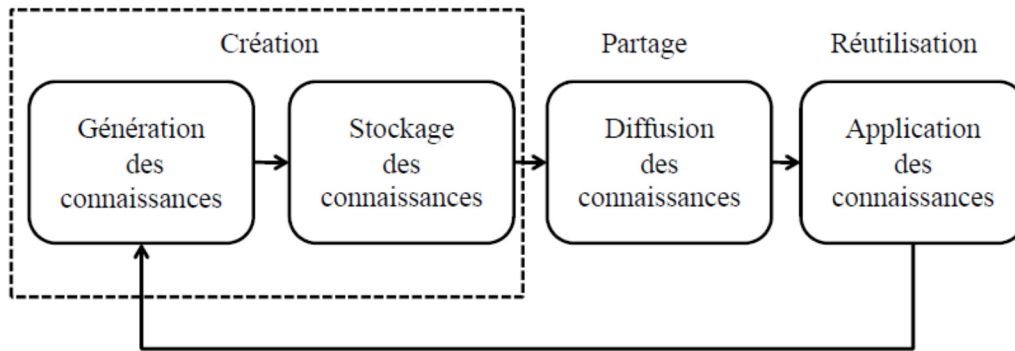 Création
Partage
Réutilisation
Génération
des
connaissances
Stockage
des
connaissances
Diffusion
des
connaissances
Application
des
connaissances